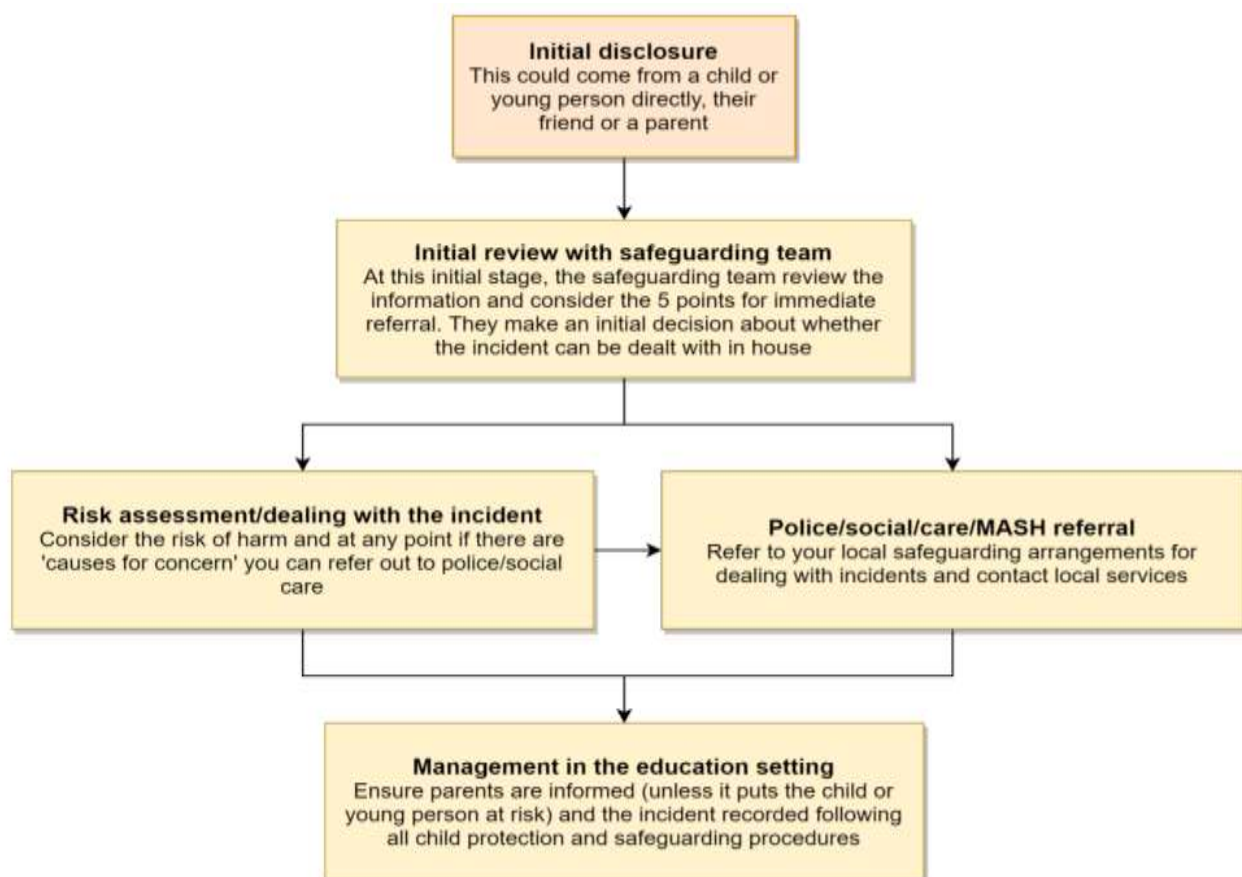 Initial disclosure
This could come from a child or
young person directly, their
friend or a parent
Initial review with safeguarding team
At this initial stage, the safeguarding team review the
information and consider the 5 points for immediate
referral. They make an initial decision about whether
the incident can be dealt with in house
Risk assessment/dealing with the incident
Consider the risk of harm and at any point if there are
'causes for concern' you can refer out to police/social
care
Police/social/care/MASH referral
Refer to your local safeguarding arrangements for
dealing with incidents and contact local services
Management in the education setting
Ensure parents are informed (unless it puts the child or
young person at risk) and the incident recorded following
all child protection and safeguarding procedures